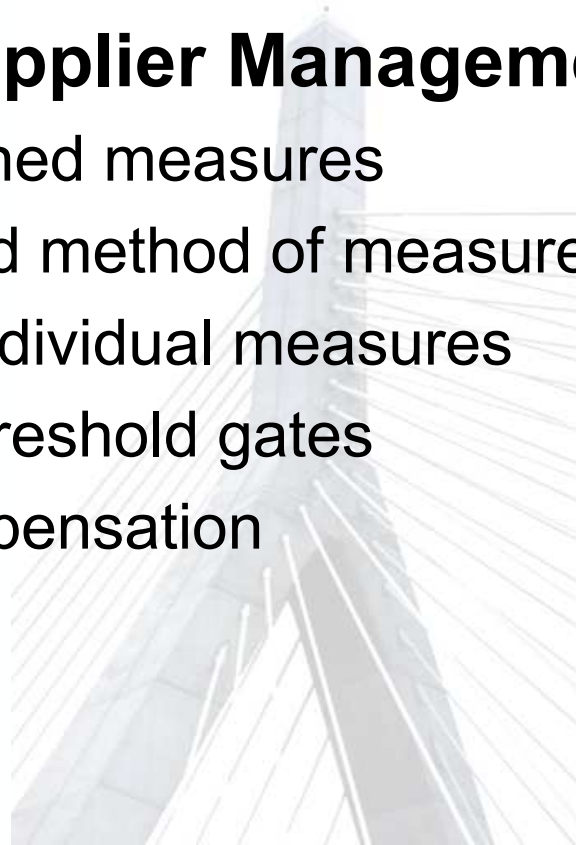 pplier Manageme
ned measures
d method of measure
dividual measures
reshold gates
pensation